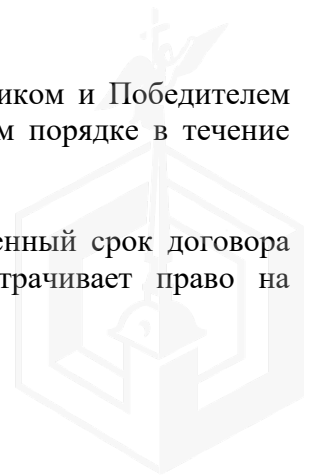 иком и Победителем
м порядке в течение
енный срок договора
трачивает право на